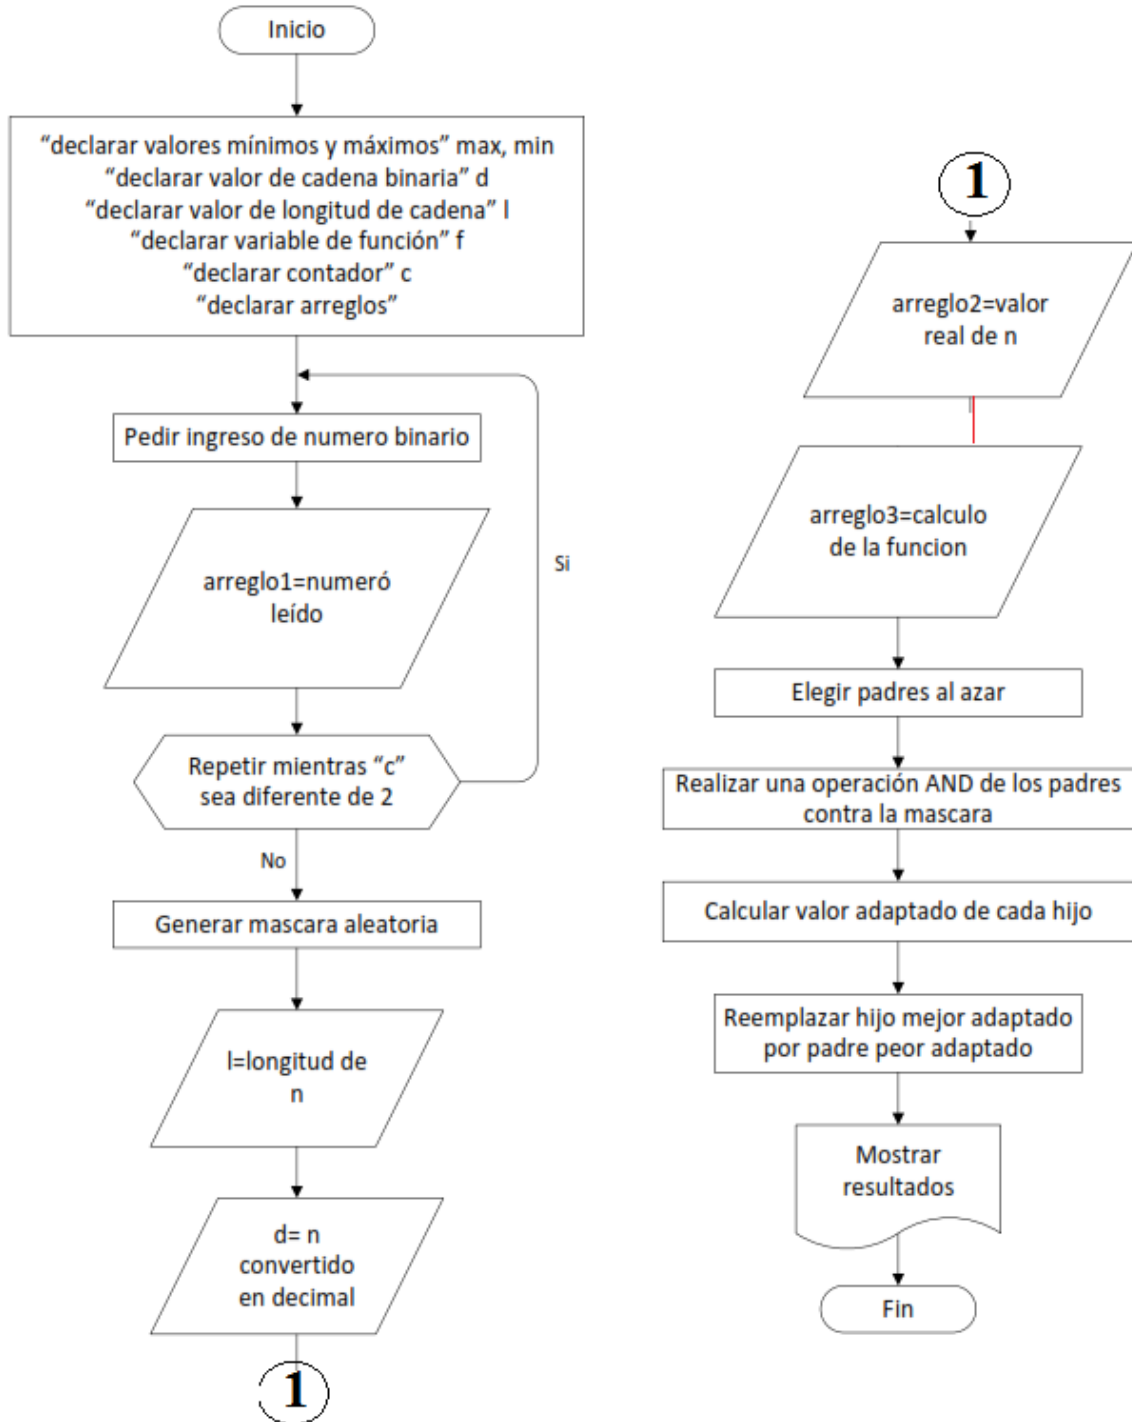 Inicio
“declarar valores mínimos y máximos” max, min
“declarar valor de cadena binaria” d
“declarar valor de longitud de cadena” l
“declarar variable de función” f
“declarar contador” c
“declarar arreglos”
Pedir ingreso de numero binario
arreglo1=numeró
leído
Si
Repetir mientras “c”
sea diferente de 2
No
Generar mascara aleatoria
l=longitud de
n
d= n
convertido
en decimal
1
1
arreglo2=valor
real de n
arreglo3=calculo
de la funcion
Elegir padres al azar
Realizar una operación AND de los padres
contra la mascara
Calcular valor adaptado de cada hijo
Reemplazar hijo mejor adaptado
por padre peor adaptado
Mostrar
resultados
Fin